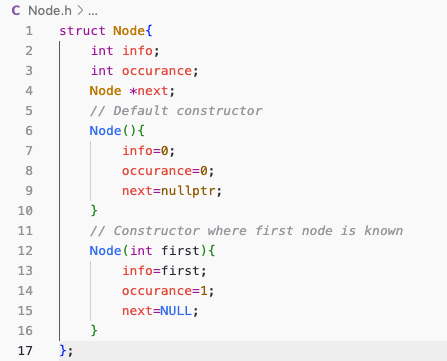 C Node.h > ...
1 struct Node{
2     int info;
3     int occurance;
4     Node *next;
5     // Default constructor
6     Node(){
7         info=0;
8         occurance=0;
9         next=nullptr;
10     }
11     // Constructor where first node is known
12     Node(int first){
13         info=first;
14         occurance=1;
15         next=NULL;
16     }
17 };